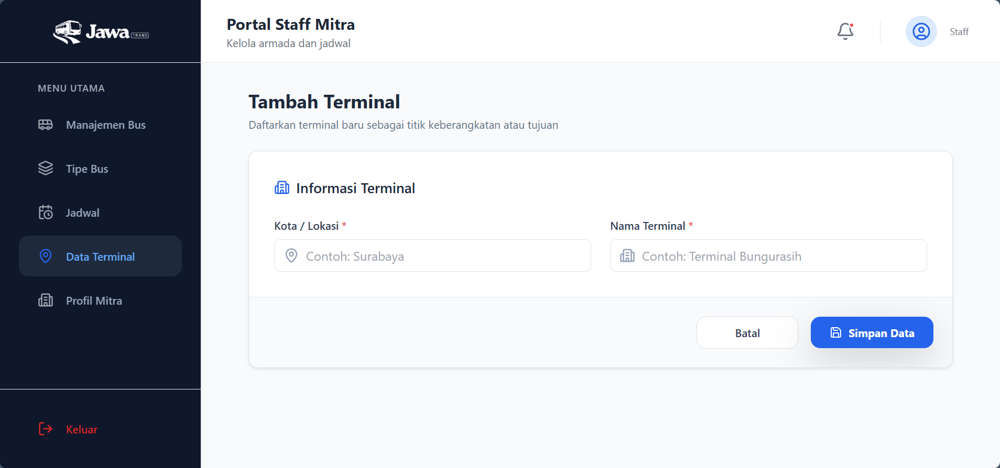 Jawa TRANS
MENU UTAMA
Manajemen Bus
Tipe Bus
Jadwal
Data Terminal
Profil Mitra
Keluar
Portal Staff Mitra
Kelola armada dan jadwal
Staff
Tambah Terminal
Daftarkan terminal baru sebagai titik keberangkatan atau tujuan
Informasi Terminal
Kota / Lokasi *
Contoh: Surabaya
Nama Terminal *
Contoh: Terminal Bungurasih
Batal
Simpan Data